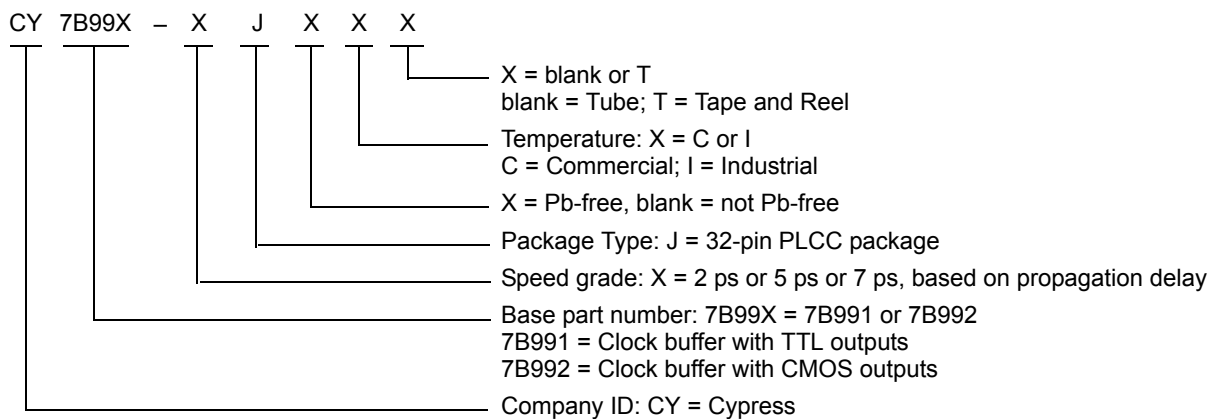 CY 7B99X – X J X X X
X = blank or T
blank = Tube; T = Tape and Reel
Temperature: X = C or I
C = Commercial; I = Industrial
X = Pb-free, blank = not Pb-free
Package Type: J = 32-pin PLCC package
Speed grade: X = 2 ps or 5 ps or 7 ps, based on propagation delay
Base part number: 7B99X = 7B991 or 7B992
7B991 = Clock buffer with TTL outputs
7B992 = Clock buffer with CMOS outputs
Company ID: CY = Cypress